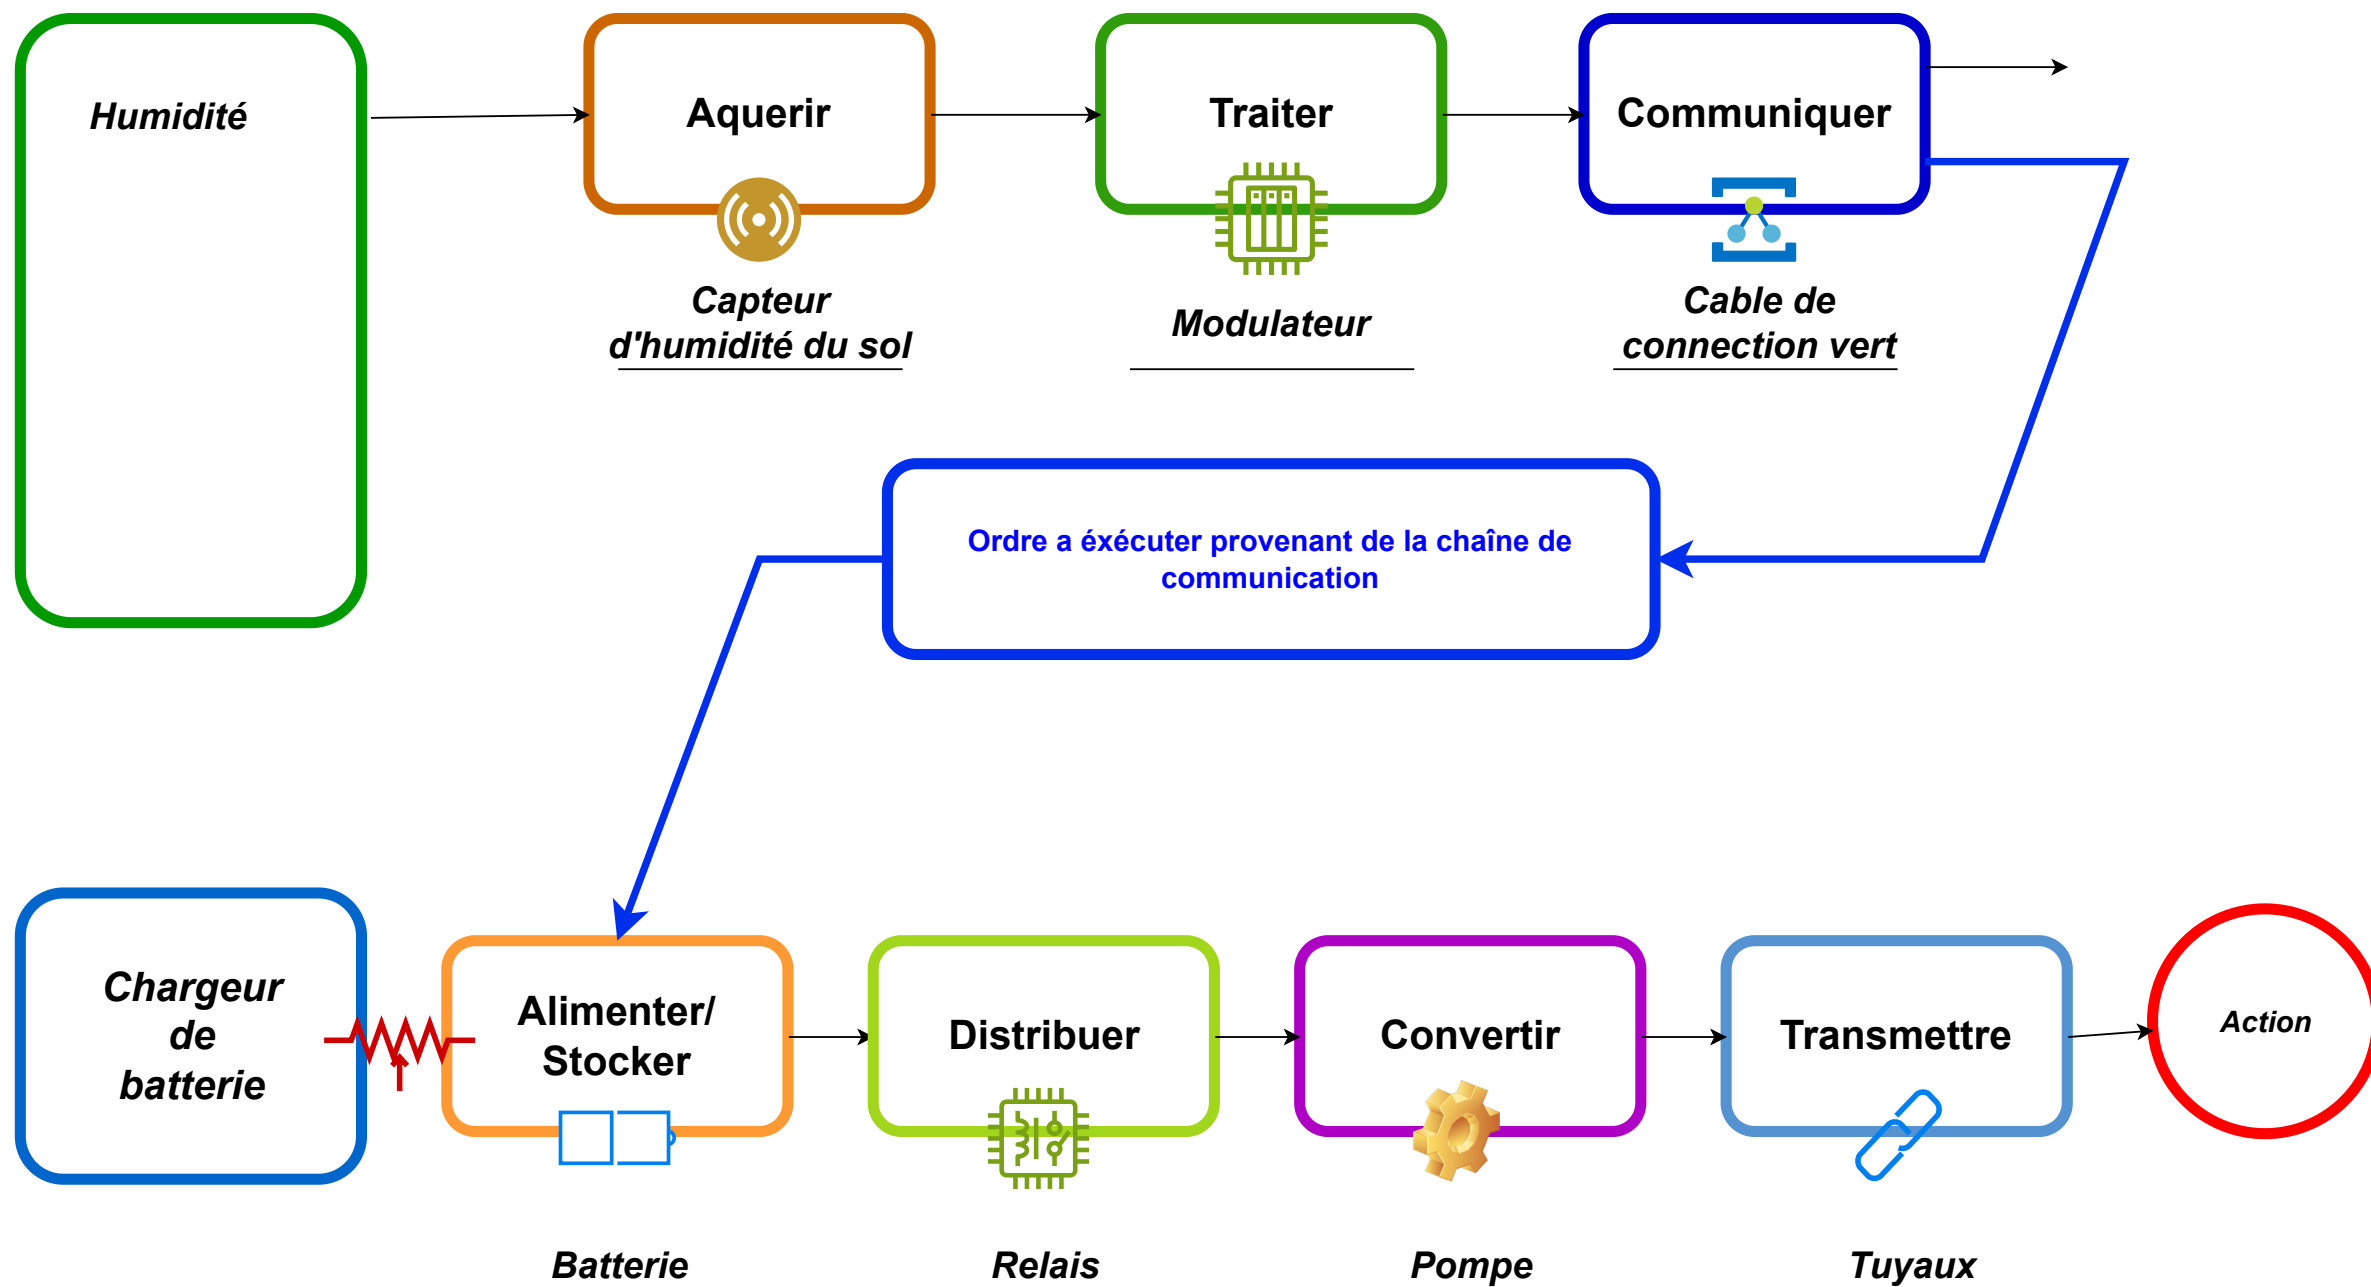 Humidité
Aquerir
Traiter
Communiquer
Capteur
d'humidité du sol
Modulateur
Cable de
connection vert
Ordre a éxécuter provenant de la chaîne de
communication
Chargeur
de
batterie
Alimenter/
Stocker
Distribuer
Convertir
Transmettre
Action
Batterie
Relais
Pompe
Tuyaux